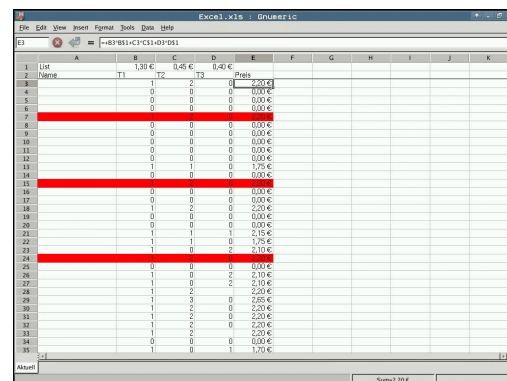 Excel.xls : Gnumeric
File Edit View Insert Format Tools Data Help
E3 = =+B3*B$1+C3*C$1+D3*D$1
A B C D E F G H I J K
1 List 1,30 € 0,45 € 0,40 €
2 Name T1 T2 T3 Preis
3 1 2 0 2,20 €
4 0 0 0 0,00 €
5 0 0 0 0,00 €
6 0 0 0 0,00 €
7
8 0 0 0 0,00 €
9 0 0 0 0,00 €
10 0 0 0 0,00 €
11 0 0 0 0,00 €
12 0 0 0 0,00 €
13 1 1 0 1,75 €
14 0 0 0 0,00 €
15
16 0 0 0 0,00 €
17 0 0 0 0,00 €
18 1 2 0 2,20 €
19 0 0 0 0,00 €
20 0 0 0 0,00 €
21 1 1 1 2,15 €
22 1 1 0 1,75 €
23 1 0 2 2,10 €
24
25 0 0 0 0,00 €
26 1 0 2 2,10 €
27 1 0 2 2,10 €
28 1 2 2,20 €
29 1 3 0 2,65 €
30 1 2 0 2,20 €
31 1 2 0 2,20 €
32 1 2 0 2,20 €
33 1 2 2,20 €
34 0 0 0 0,00 €
35 1 0 1 1,70 €
Aktuell
Sum=2,20 €